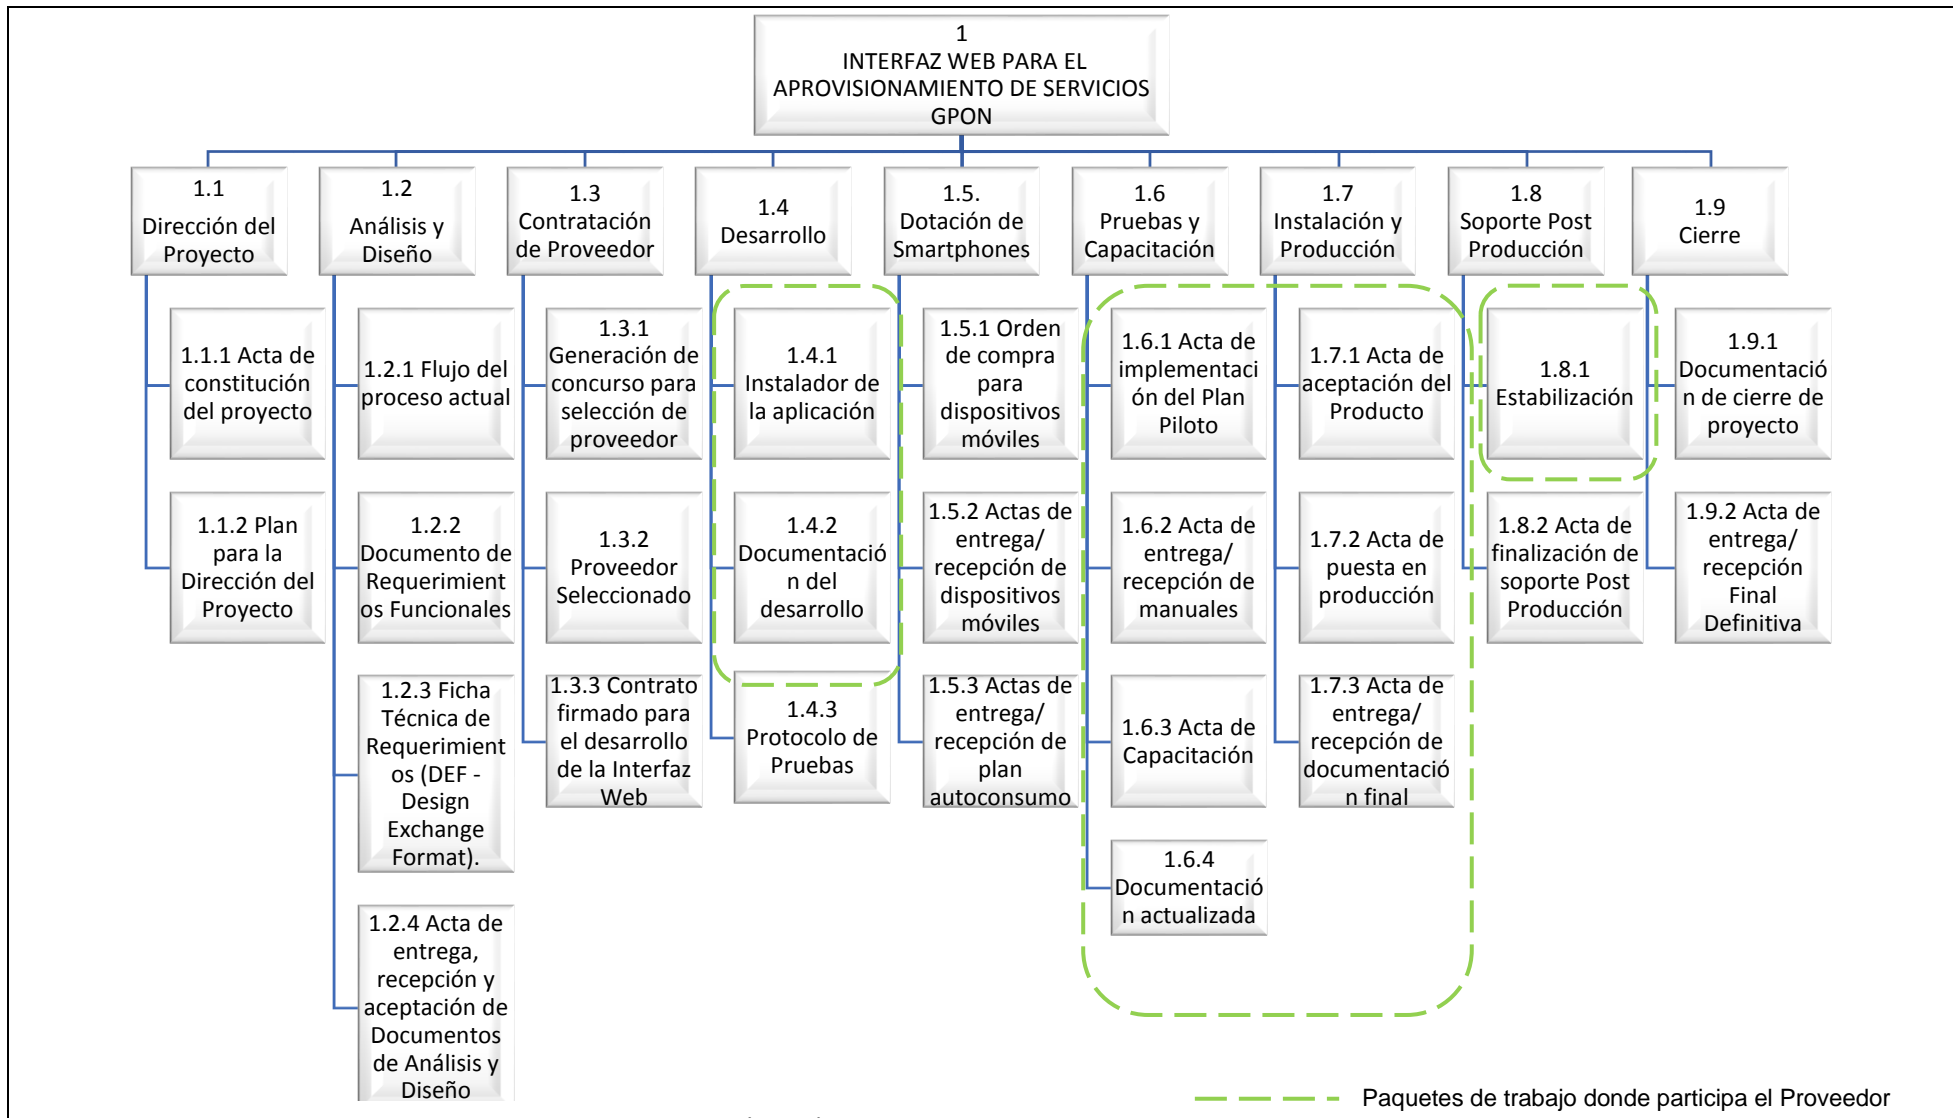 1
INTERFAZ WEB PARA EL
APROVISIONAMIENTO DE SERVICIOS
GPON
1.1
Dirección del
Proyecto
1.2
Análisis y
Diseño
1.3
Contratación
de Proveedor
1.4
Desarrollo
1.5.
Dotación de
Smartphones
1.6
Pruebas y
Capacitación
1.7
Instalación y
Producción
1.8
Soporte Post
Producción
1.9
Cierre
1.1.1 Acta de
constitución
del proyecto
1.1.2 Plan
para la
Dirección del
Proyecto
1.2.1 Flujo del
proceso actual
1.2.2
Documento de
Requerimient
os Funcionales
1.2.3 Ficha
Técnica de
Requerimient
os (DEF -
Design
Exchange
Format).
1.2.4 Acta de
entrega,
recepción y
aceptación de
Documentos
de Análisis y
Diseño
1.3.1
Generación de
concurso para
selección de
proveedor
1.3.2
Proveedor
Seleccionado
1.3.3 Contrato
firmado para
el desarrollo
de la Interfaz
Web
1.4.1
Instalador de
la aplicación
1.4.2
Documentació
n del
desarrollo
1.4.3
Protocolo de
Pruebas
1.5.1 Orden
de compra
para
dispositivos
móviles
1.5.2 Actas de
entrega/
recepción de
dispositivos
móviles
1.5.3 Actas de
entrega/
recepción de
plan
autoconsumo
1.6.1 Acta de
implementaci
ón del Plan
Piloto
1.6.2 Acta de
entrega/
recepción de
manuales
1.6.3 Acta de
Capacitación
1.6.4
Documentació
n actualizada
1.7.1 Acta de
aceptación del
Producto
1.7.2 Acta de
puesta en
producción
1.7.3 Acta de
entrega/
recepción de
documentació
n final
1.8.1
Estabilización
1.8.2 Acta de
finalización de
soporte Post
Producción
1.9.1
Documentació
n de cierre de
proyecto
1.9.2 Acta de
entrega/
recepción
Final
Definitiva
Paquetes de trabajo donde participa el Proveedor